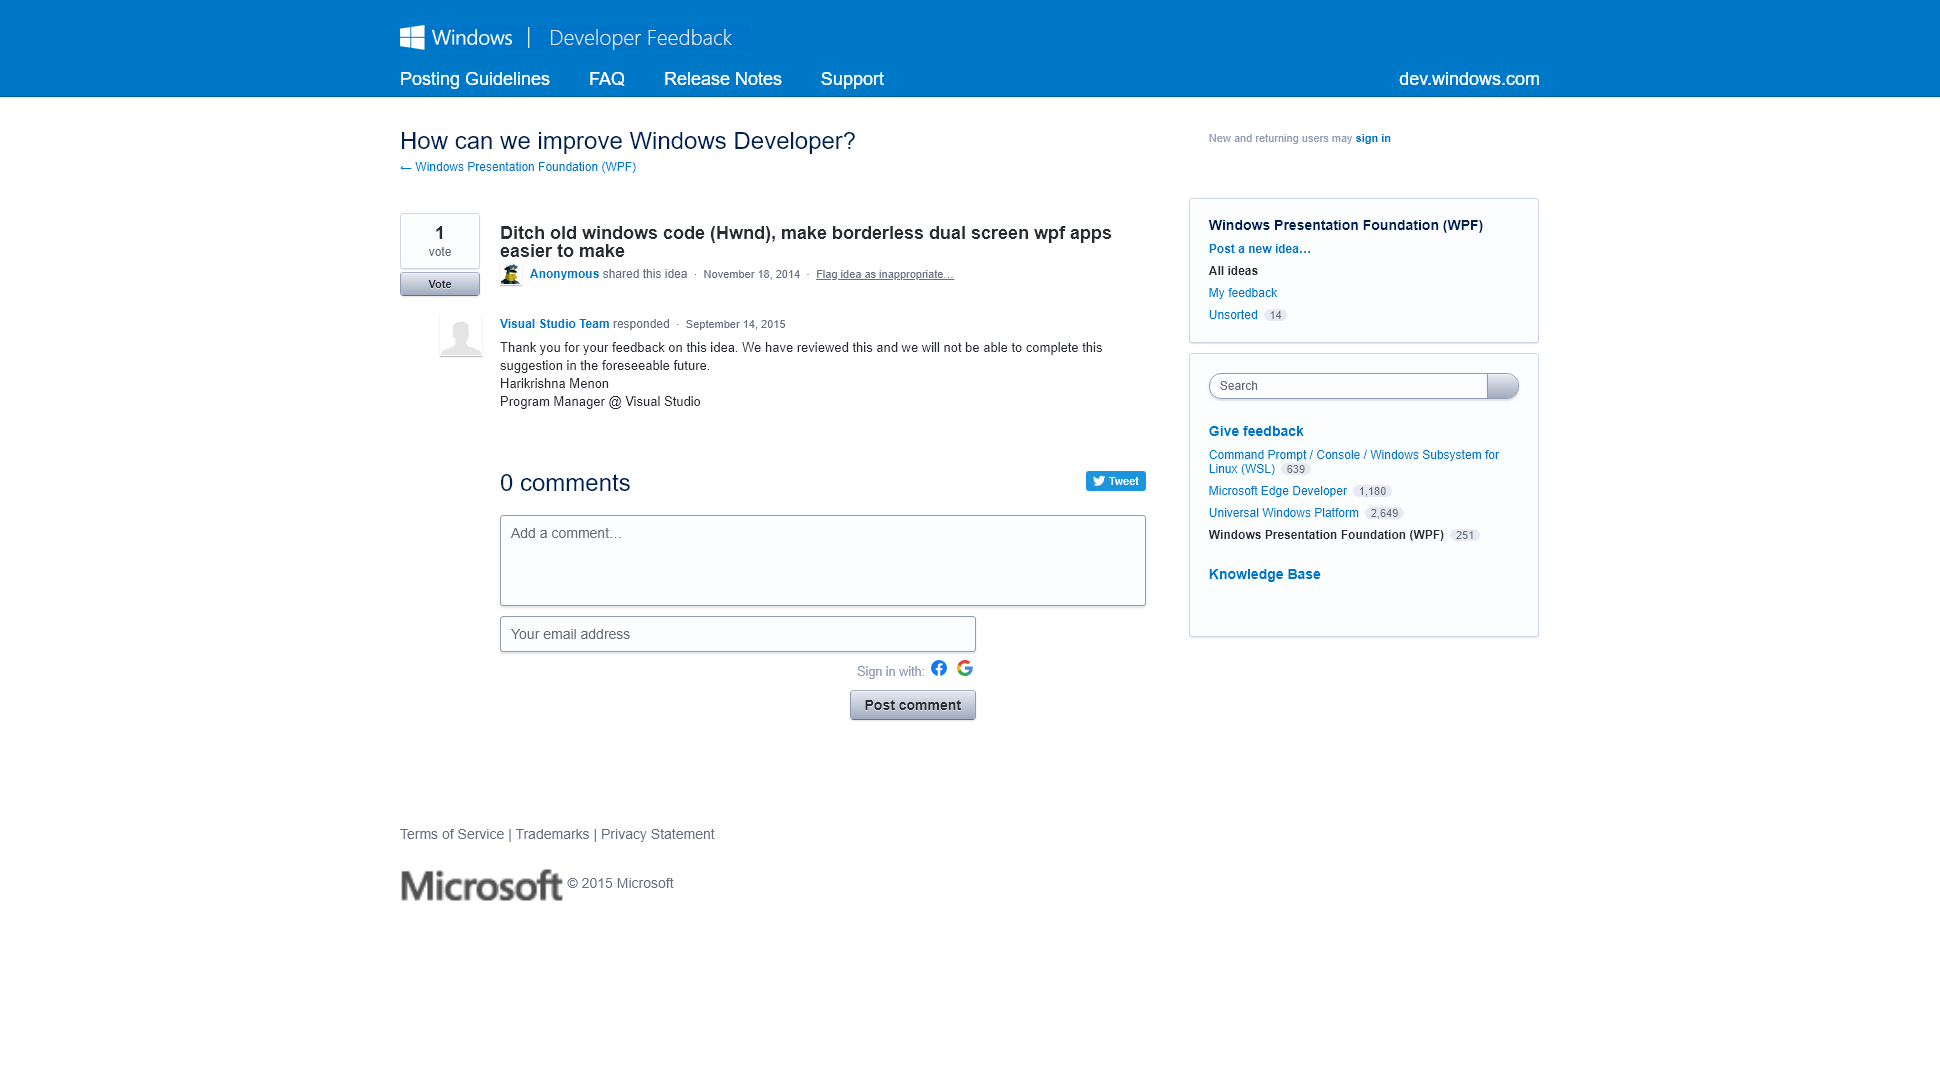 Windows | Developer Feedback
Posting Guidelines FAQ Release Notes Support dev.windows.com
How can we improve Windows Developer?
← Windows Presentation Foundation (WPF)
New and returning users may sign in
1
vote
Vote
Ditch old windows code (Hwnd), make borderless dual screen wpf apps
easier to make
Anonymous shared this idea · November 18, 2014 · Flag idea as inappropriate…
Visual Studio Team responded · September 14, 2015
Thank you for your feedback on this idea. We have reviewed this and we will not be able to complete this
suggestion in the foreseeable future.
Harikrishna Menon
Program Manager @ Visual Studio
0 comments
Tweet
Add a comment…
Your email address
Sign in with:
Post comment
Windows Presentation Foundation (WPF)
Post a new idea…
All ideas
My feedback
Unsorted 14
Search
Give feedback
Command Prompt / Console / Windows Subsystem for
Linux (WSL) 639
Microsoft Edge Developer 1,180
Universal Windows Platform 2,649
Windows Presentation Foundation (WPF) 251
Knowledge Base
Terms of Service | Trademarks | Privacy Statement
Microsoft © 2015 Microsoft